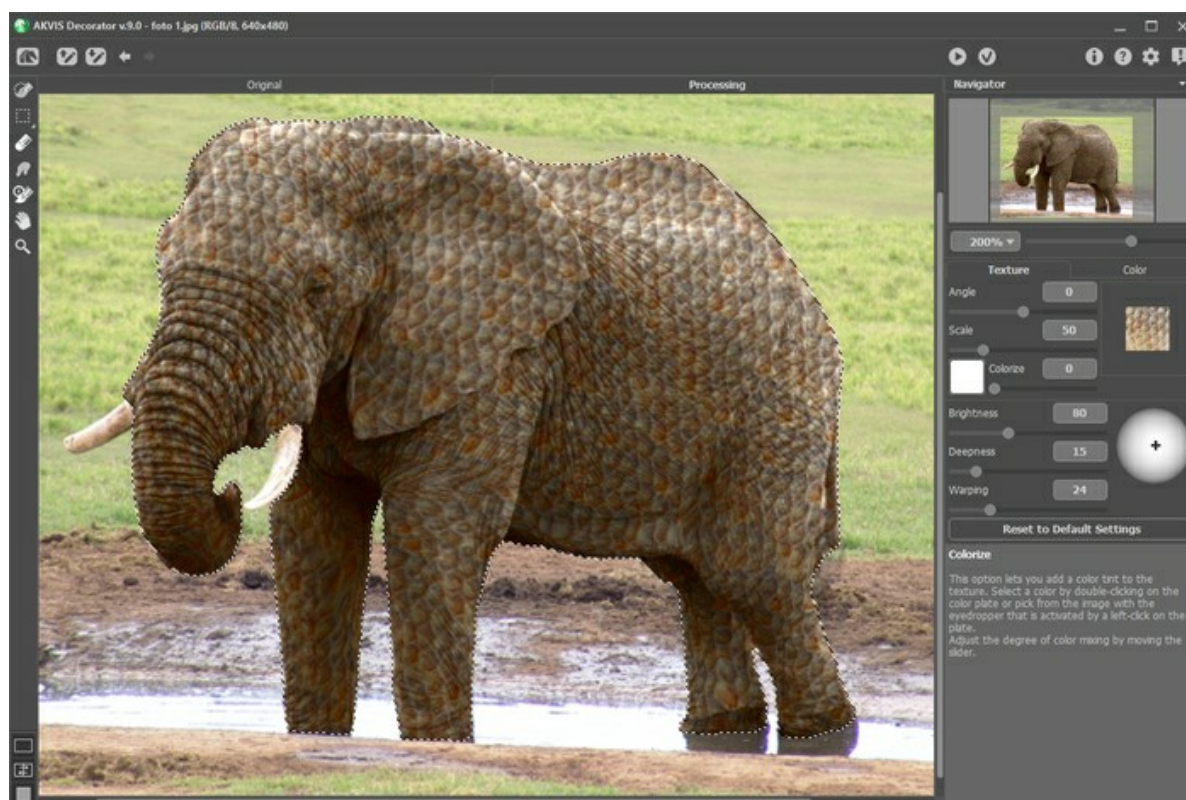 AKVIS Decorator v.9.0 - foto 1.jpg (RGB/8, 640x480)
Original
Processing
Navigator
200%
Texture
Color
Angle
0
Scale
50
Colorize
0
Brightness
80
Deepness
15
Warping
24
Reset to Default Settings
Colorize
This option lets you add a color tint to the
texture. Select a color by double-clicking on the
color plate or pick from the image with the
eyedropper that is activated by a left-click on the
plate.
Adjust the degree of color mixing by moving the
slider.